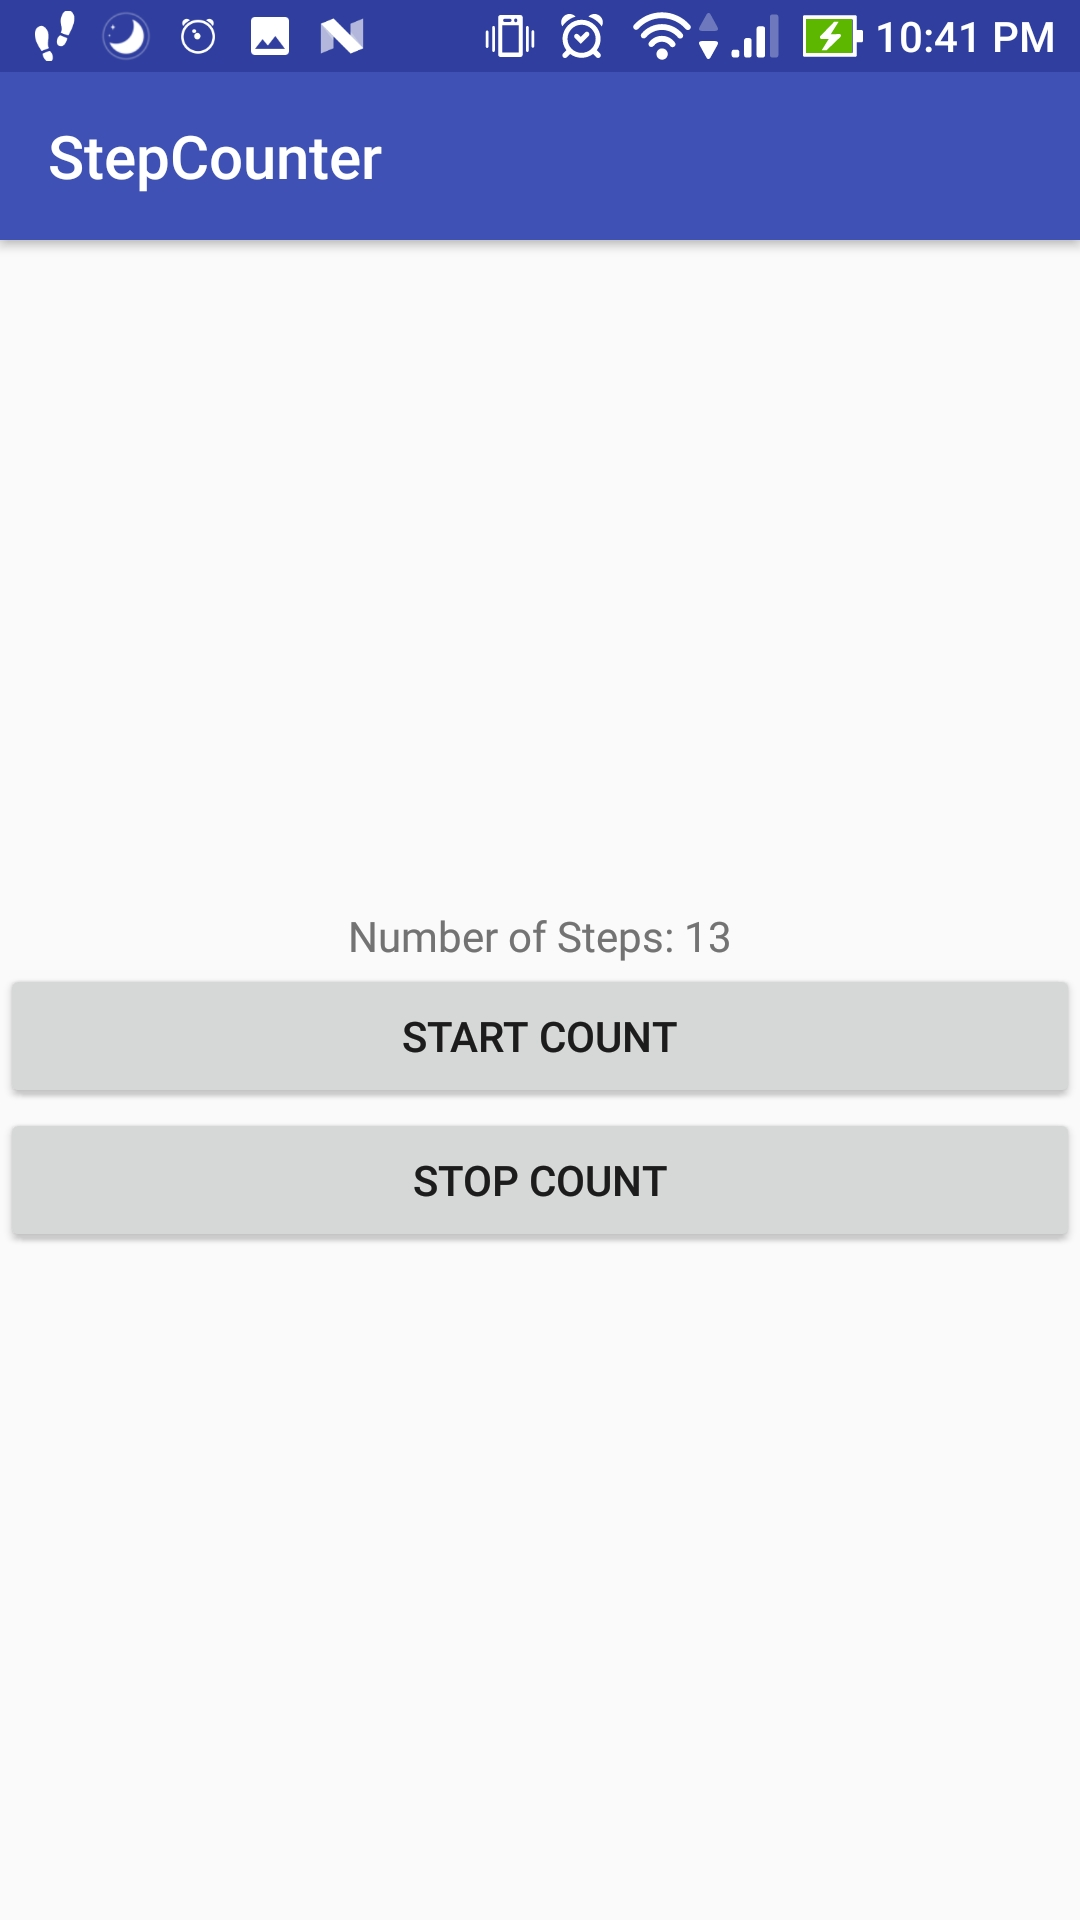 10:41 PM
StepCounter
Number of Steps: 13
START COUNT
STOP COUNT